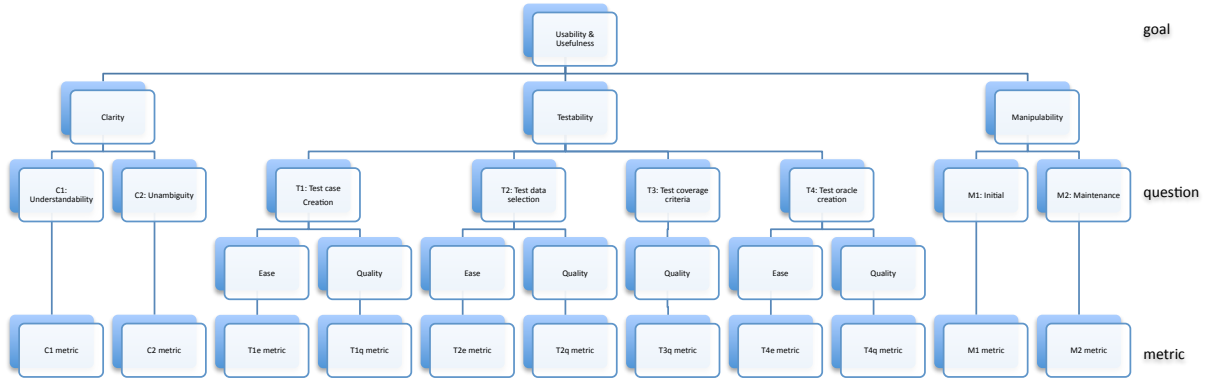 Usability &
Usefulness
goal
Clarity
Testability
Manipulability
C1:
Understandability
C2: Unambiguity
T1: Test case
Creation
T2: Test data
selection
T3: Test coverage
criteria
T4: Test oracle
creation
M1: Initial
M2: Maintenance
question
Ease
Quality
Ease
Quality
Quality
Ease
Quality
C1 metric
C2 metric
T1e metric
T1q metric
T2e metric
T2q metric
T3q metric
T4e metric
T4q metric
M1 metric
M2 metric
metric